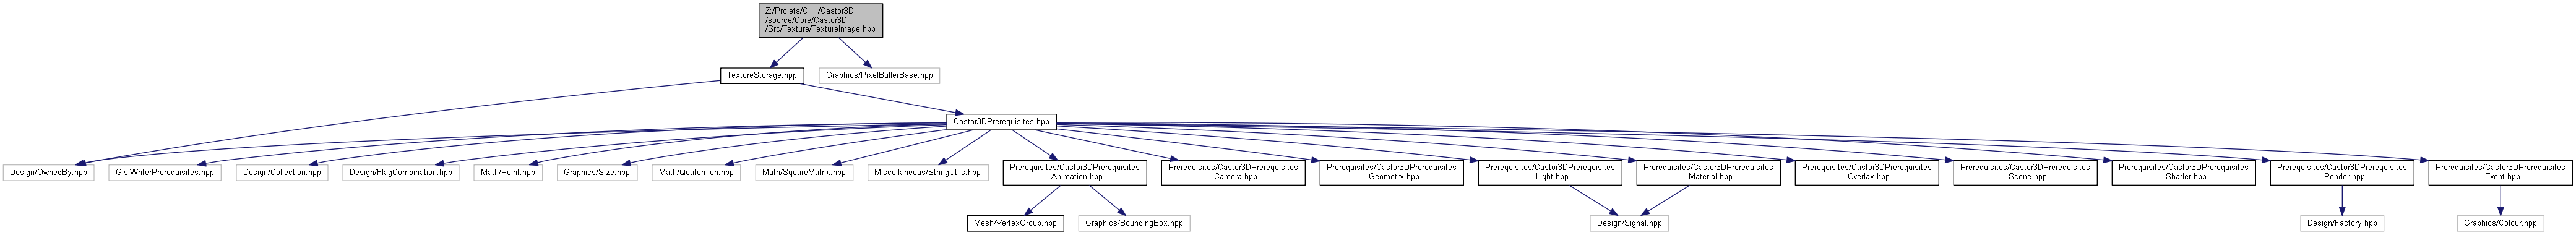 Z:/Projets/C++/Castor3D
/source/Core/Castor3D
/Src/Texture/TextureImage.hpp
TextureStorage.hpp
Graphics/PixelBufferBase.hpp
Castor3DPrerequisites.hpp
Design/OwnedBy.hpp
GlslWriterPrerequisites.hpp
Design/Collection.hpp
Design/FlagCombination.hpp
Math/Point.hpp
Graphics/Size.hpp
Math/Quaternion.hpp
Math/SquareMatrix.hpp
Miscellaneous/StringUtils.hpp
Prerequisites/Castor3DPrerequisites
_Animation.hpp
Prerequisites/Castor3DPrerequisites
_Camera.hpp
Prerequisites/Castor3DPrerequisites
_Geometry.hpp
Prerequisites/Castor3DPrerequisites
_Light.hpp
Prerequisites/Castor3DPrerequisites
_Material.hpp
Prerequisites/Castor3DPrerequisites
_Overlay.hpp
Prerequisites/Castor3DPrerequisites
_Scene.hpp
Prerequisites/Castor3DPrerequisites
_Shader.hpp
Prerequisites/Castor3DPrerequisites
_Render.hpp
Prerequisites/Castor3DPrerequisites
_Event.hpp
Mesh/VertexGroup.hpp
Graphics/BoundingBox.hpp
Design/Signal.hpp
Design/Factory.hpp
Graphics/Colour.hpp